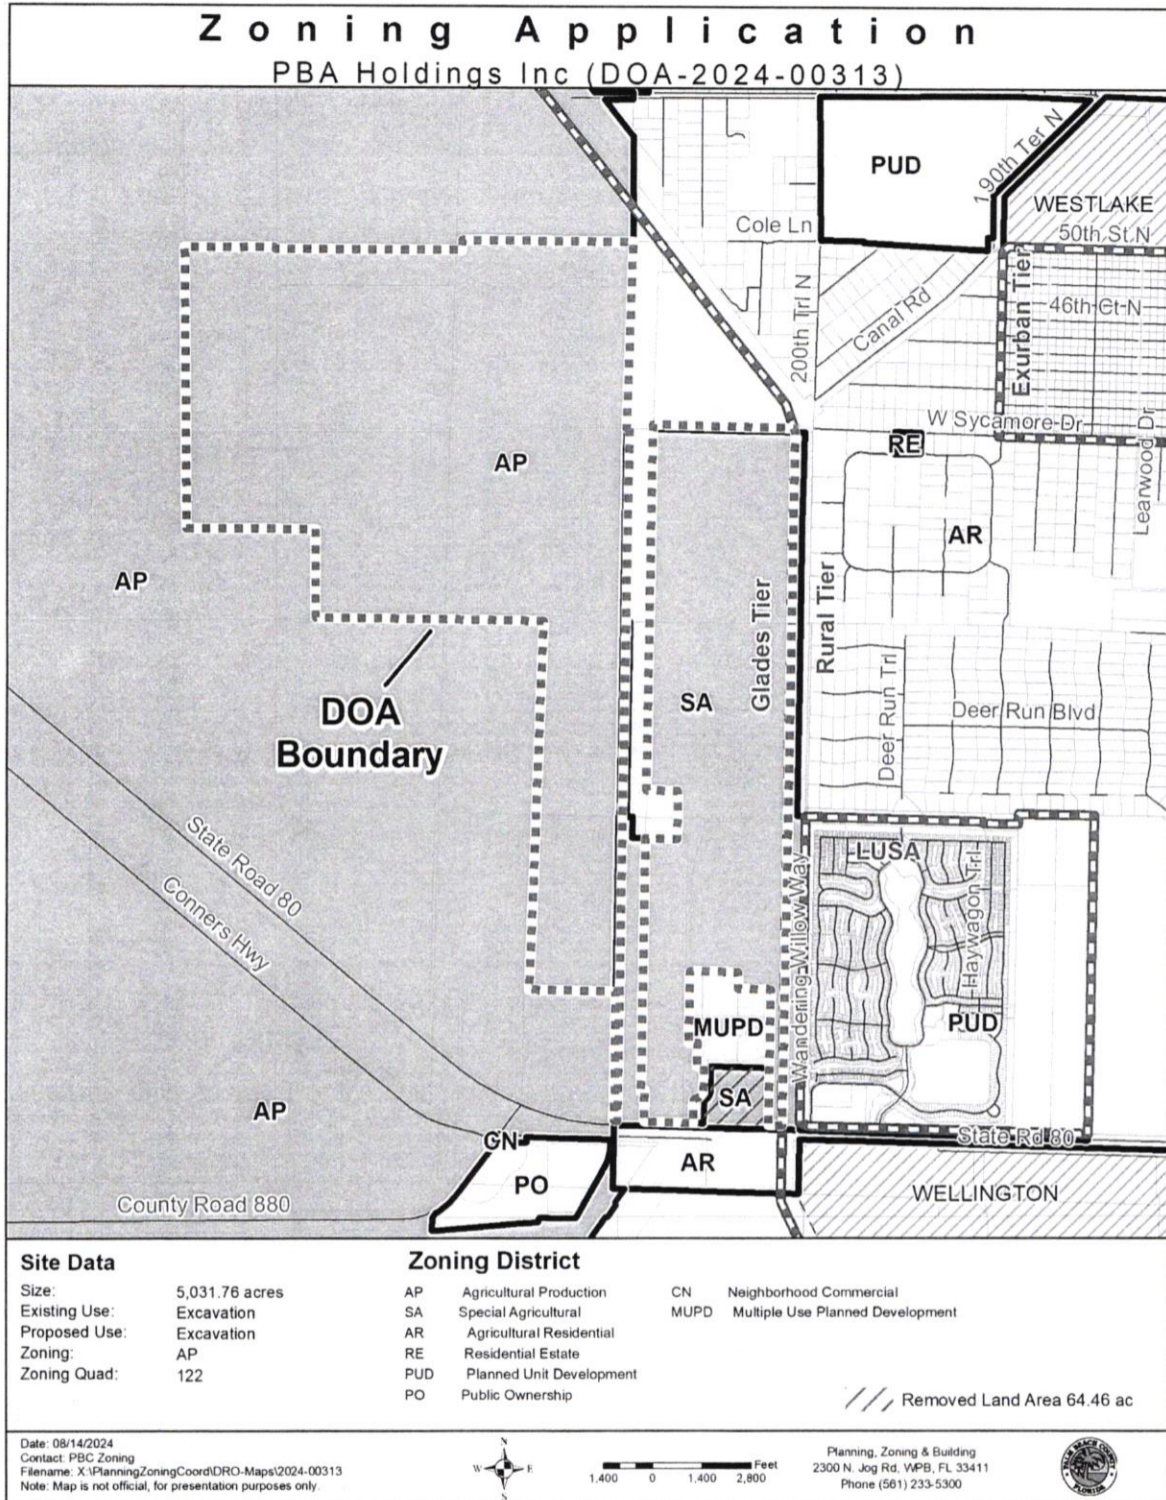 Zoning Application
PBA Holdings Inc (DOA-2024-00313)
PUD
190th Ter N
WESTLAKE
50th St N
Cole Ln
200th Trl N
Canal Rd
Exurban Tier
46th Ct N
W Sycamore Dr
RE
Learwood Dr
AP
AR
AP
Glades Tier
Rural Tier
SA
Deer Run Trl
Deer Run Blvd
DOA
Boundary
State Road 80
Conners Hwy
LUSA
Wandering Willow Way
Haywagon Trl
MUPD
PUD
SA
AP
CN
State Rd 80
AR
PO
WELLINGTON
County Road 880
Site Data
Size: 5,031.76 acres
Existing Use: Excavation
Proposed Use: Excavation
Zoning: AP
Zoning Quad: 122
Zoning District
AP Agricultural Production
SA Special Agricultural
AR Agricultural Residential
RE Residential Estate
PUD Planned Unit Development
PO Public Ownership
CN Neighborhood Commercial
MUPD Multiple Use Planned Development
Removed Land Area 64.46 ac
Date: 08/14/2024
Contact: PBC Zoning
Filename: X:\PlanningZoningCoord\DRO-Maps\2024-00313
Note: Map is not official, for presentation purposes only.
N
W E
S
Feet
1,400 0 1,400 2,800
Planning, Zoning & Building
2300 N. Jog Rd, WPB, FL 33411
Phone (561) 233-5300
PALM BEACH COUNTY
FLORIDA